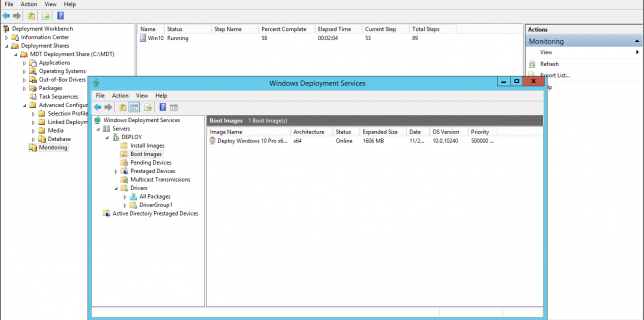 File Action View Help
Deployment Workbench
Information Center
Deployment Shares
MDT Deployment Share (C:\MDT)
Applications
Operating Systems
Out-of-Box Drivers
Packages
Task Sequences
Advanced Configur
Selection Profile
Linked Deploym
Media
Database
Monitoring
Name Status Step Name Percent Complete Elapsed Time Current Step Total Steps
Win10 Running 58 00:02:04 53 89
Actions
Monitoring
View
Refresh
Export List...
Windows Deployment Services
File Action View Help
Windows Deployment Services
Servers
DEPLOY
Install Images
Boot Images
Pending Devices
Prestaged Devices
Multicast Transmissions
Drivers
All Packages
DriverGroup1
Active Directory Prestaged Devices
Boot Images 1 Boot Image(s)
Image Name Architecture Status Expanded Size Date OS Version Priority
Deploy Windows 10 Pro x6... x64 Online 1606 MB 11/2... 10.0.10240 500000 ...